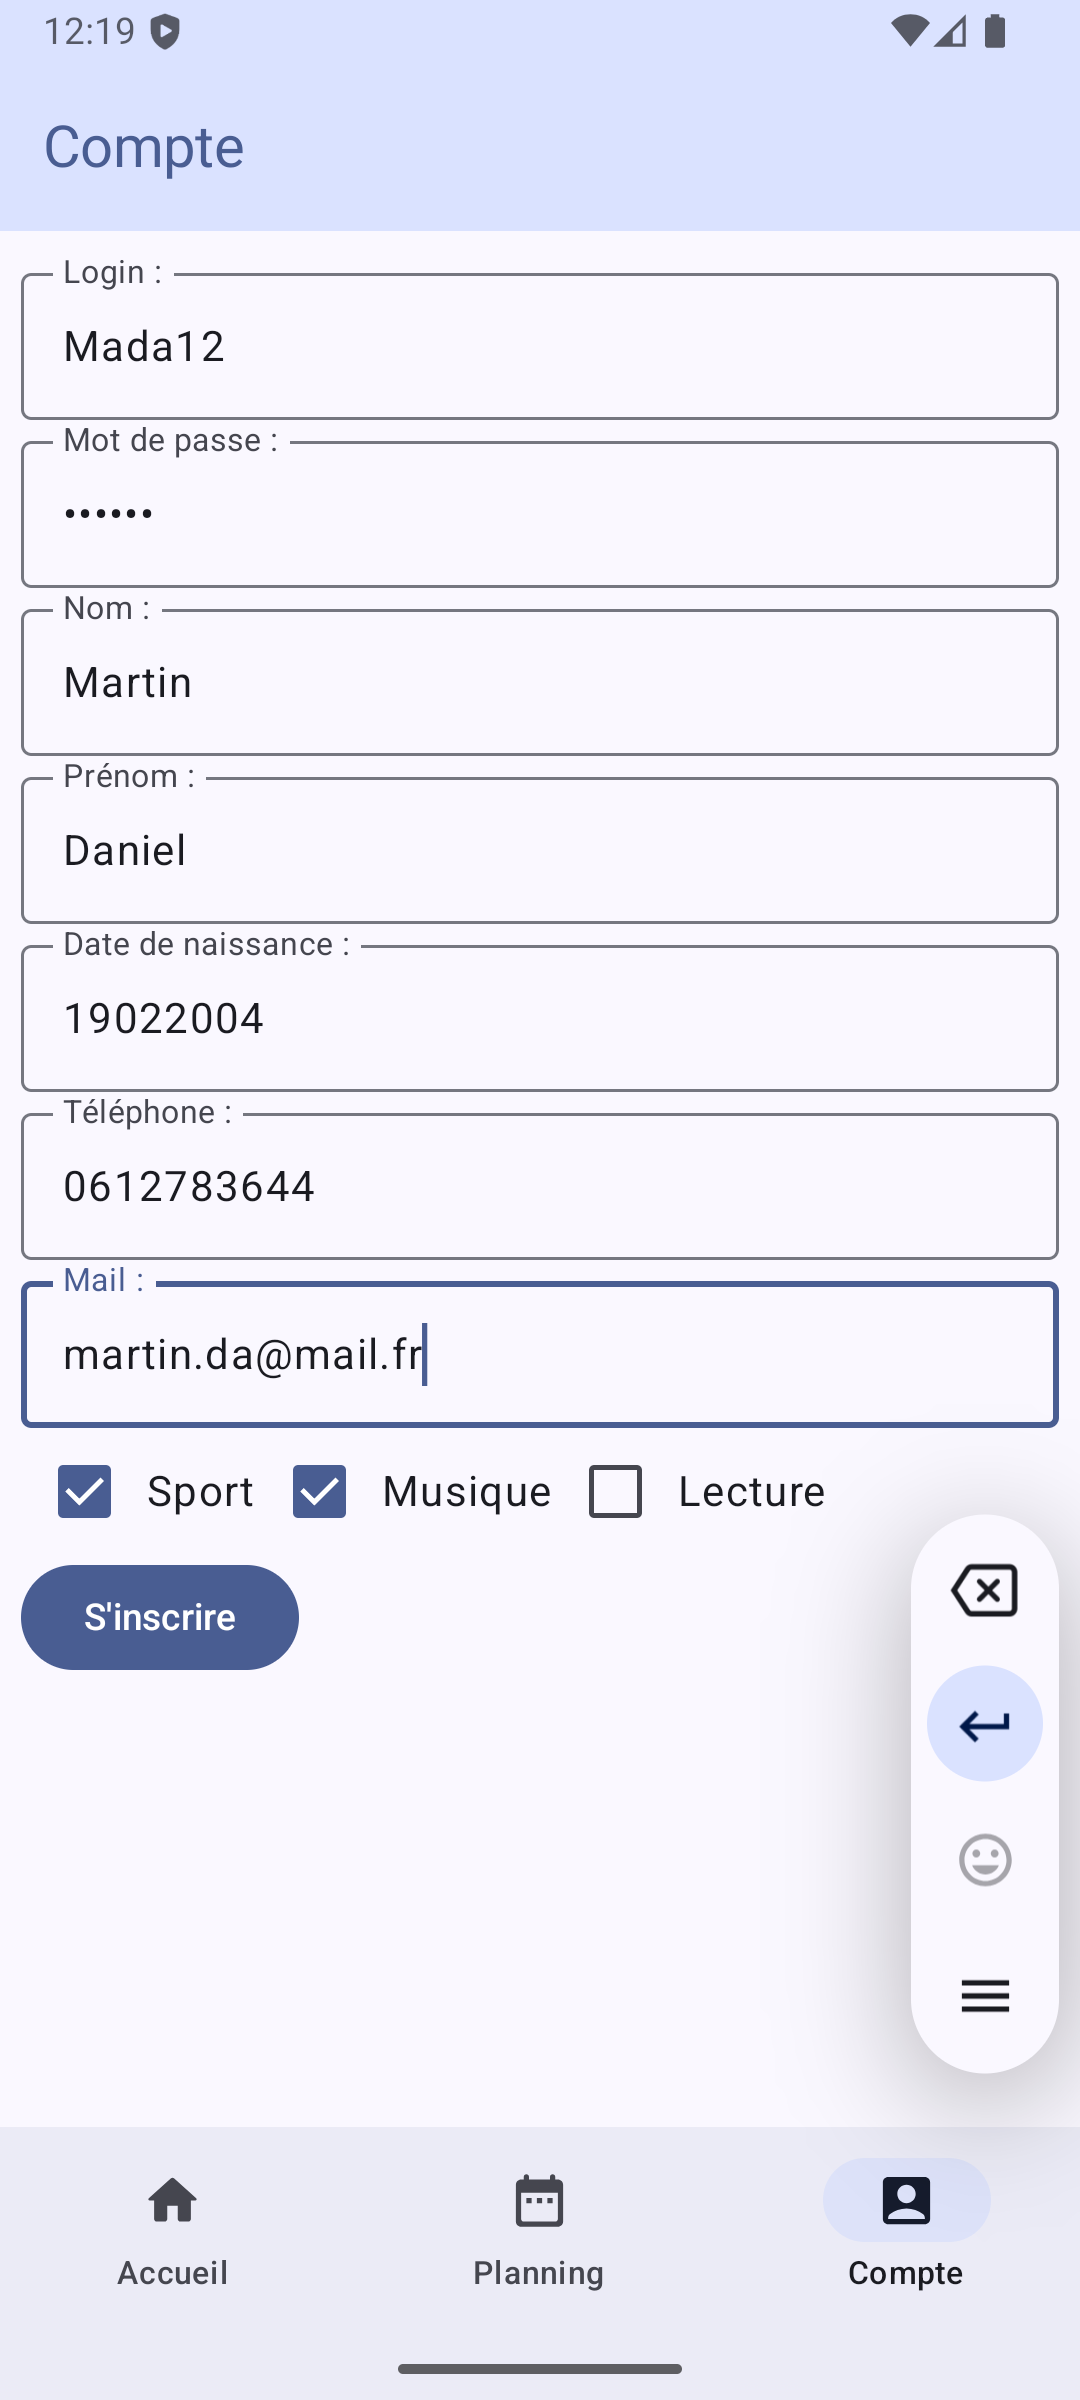 12:19
Compte
Login :
Mada12
Mot de passe :
••••••
Nom :
Martin
Prénom :
Daniel
Date de naissance :
19022004
Téléphone :
0612783644
Mail :
martin.da@mail.fr
Sport Musique Lecture
S'inscrire
Accueil Planning Compte